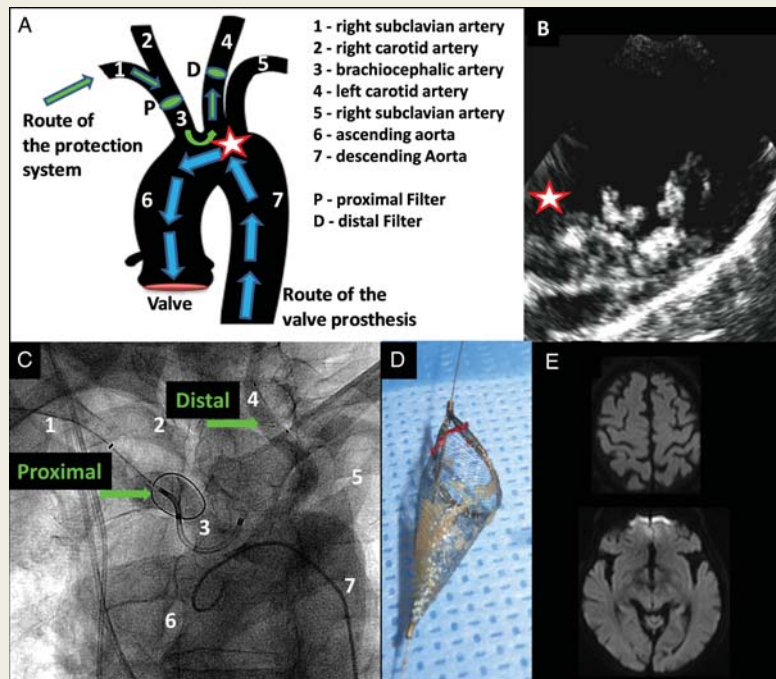 A
1 - right subclavian artery
2 - right carotid artery
3 - brachiocephalic artery
4 - left carotid artery
5 - right subclavian artery
6 - ascending aorta
7 - descending Aorta
P - proximal Filter
D - distal Filter
1
2
4
5
P
D
3
6
7
Route of
the protection
system
Valve
Route of the
valve prosthesis
B
C
Distal
4
1
2
Proximal
5
3
6
7
D
E